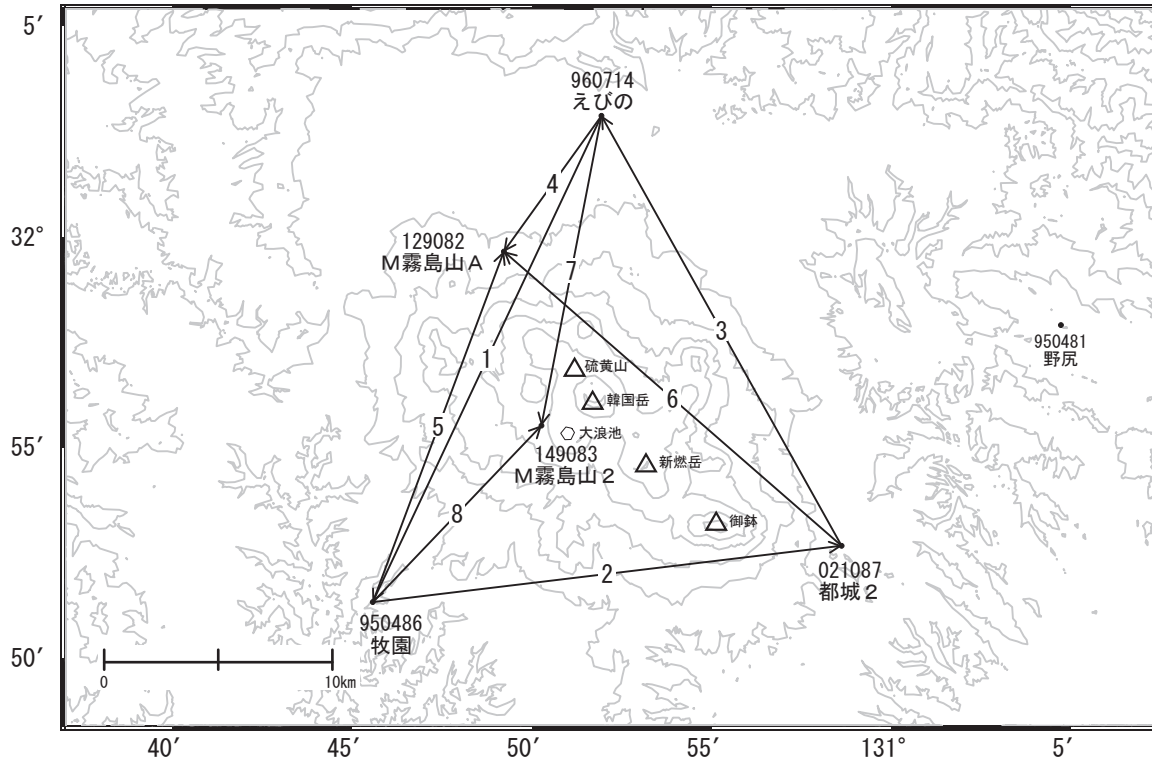 5′
960714
えびの
4
32°
129082
M霧島山A
7
950481
野尻
3
1
硫黄山
韓国岳
6
5
大浪池
55′
149083
M霧島山2
新燃岳
8
御鉢
2
021087
都城2
950486
牧園
50′
0
10km
40′
45′
50′
55′
131°
5′